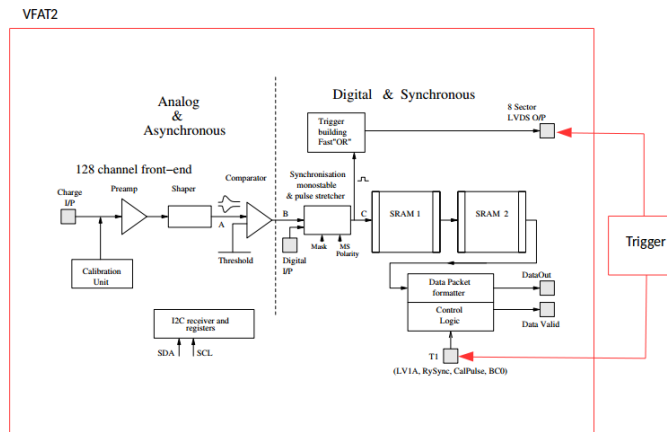 VFAT2
Digital & Synchronous
Analog
&
Asynchronous
8 Sector
LVDS O/P
Trigger
building
Fast"OR"
128 channel front-end
Synchronisation
monostable
& pulse stretcher
Charge
I/P
Preamp
Shaper
Comparator
A
B
C
SRAM 1
SRAM 2
Trigger
Mask
MS
Polarity
Threshold
Digital
I/P
Calibration
Unit
Data Packet
formatter
DataOut
Control
Logic
Data Valid
I2C receiver and
registers
SDA
SCL
T1
(LV1A, RySync, CalPulse, BC0)